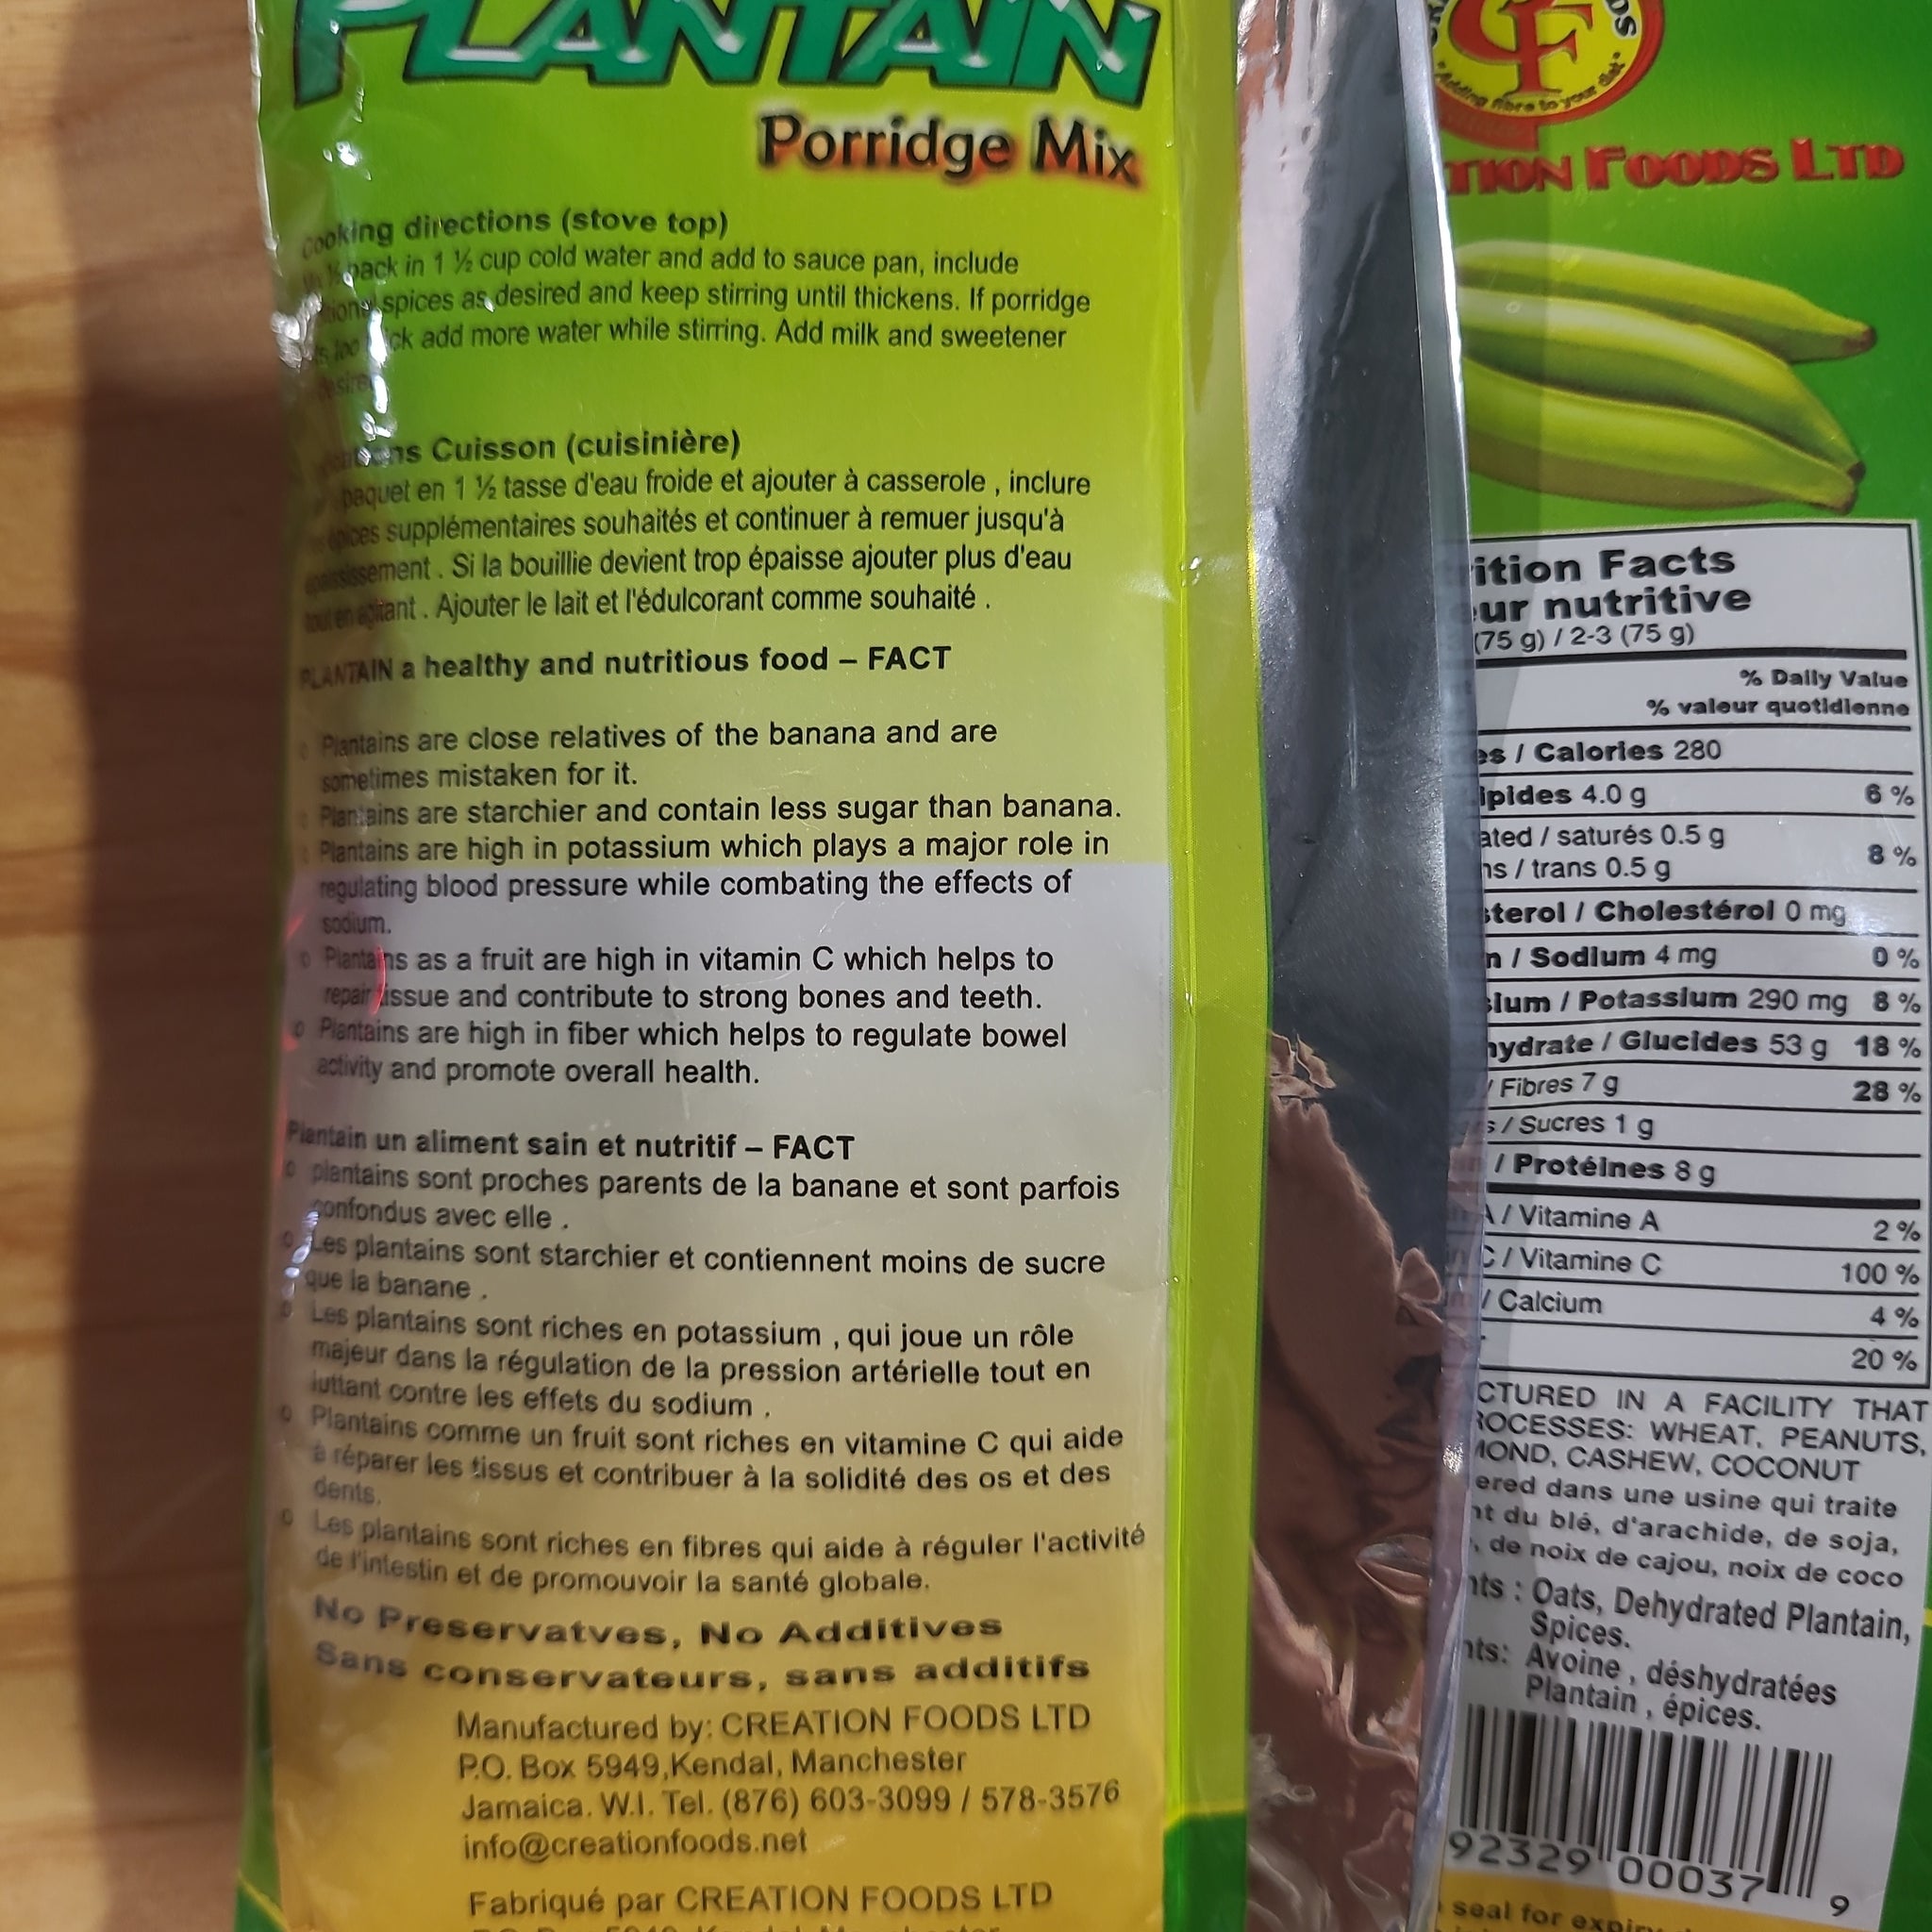 PLANTAIN
Porridge Mix
Cooking directions (stove top)
pack in 1 ½ cup cold water and add to sauce pan, include
spices as desired and keep stirring until thickens. If porridge
add more water while stirring. Add milk and sweetener
Cuisson (cuisinière)
paquet en 1 ½ tasse d'eau froide et ajouter à casserole , inclure
épices supplémentaires souhaités et continuer à remuer jusqu'à
. Si la bouillie devient trop épaisse ajouter plus d'eau
tout en agitant . Ajouter le lait et l'édulcorant comme souhaité .
PLANTAIN a healthy and nutritious food – FACT
Plantains are close relatives of the banana and are
sometimes mistaken for it.
Plantains are starchier and contain less sugar than banana.
Plantains are high in potassium which plays a major role in
regulating blood pressure while combating the effects of
sodium.
Plantains as a fruit are high in vitamin C which helps to
repair tissue and contribute to strong bones and teeth.
Plantains are high in fiber which helps to regulate bowel
activity and promote overall health.
Plantain un aliment sain et nutritif – FACT
plantains sont proches parents de la banane et sont parfois
confondus avec elle .
Les plantains sont starchier et contiennent moins de sucre
que la banane .
Les plantains sont riches en potassium , qui joue un rôle
majeur dans la régulation de la pression artérielle tout en
luttant contre les effets du sodium .
Plantains comme un fruit sont riches en vitamine C qui aide
à réparer les tissus et contribuer à la solidité des os et des
dents.
Les plantains sont riches en fibres qui aide à réguler l'activité
de l'intestin et de promouvoir la santé globale.
No Preservatves, No Additives
Sans conservateurs, sans additifs
Manufactured by: CREATION FOODS LTD
P.O. Box 5949,Kendal, Manchester
Jamaica. W.I. Tel. (876) 603-3099 / 578-3576
info@creationfoods.net
Fabriqué par CREATION FOODS LTD
CF
"Adding fibre to your diet"
TION FOODS LTD
ition Facts
eur nutritive
(75 g) / 2-3 (75 g)
% Daily Value
% valeur quotidienne
es / Calories 280
ipides 4.0 g 6 %
ated / saturés 0.5 g
ns / trans 0.5 g 8 %
sterol / Cholestérol 0 mg
n / Sodium 4 mg 0 %
sium / Potassium 290 mg 8 %
hydrate / Glucides 53 g 18 %
/ Fibres 7 g 28 %
s / Sucres 1 g
/ Protéines 8 g
A / Vitamine A 2 %
C / Vitamine C 100 %
/ Calcium 4 %
20 %
CTURED IN A FACILITY THAT
ROCESSES: WHEAT, PEANUTS,
MOND, CASHEW, COCONUT
ered dans une usine qui traite
nt du blé, d'arachide, de soja,
, de noix de cajou, noix de coco
nts : Oats, Dehydrated Plantain,
Spices.
nts: Avoine , déshydratées
Plantain , épices.
92329 00037 9
seal for expiry